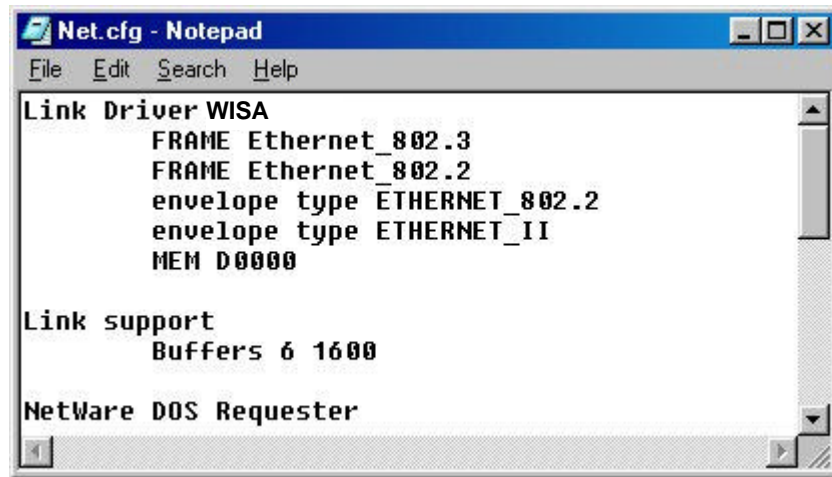 Net.cfg - Notepad
File Edit Search Help
Link Driver WISA
FRAME Ethernet_802.3
FRAME Ethernet_802.2
envelope type ETHERNET_802.2
envelope type ETHERNET_II
MEM D0000
Link support
Buffers 6 1600
NetWare DOS Requester